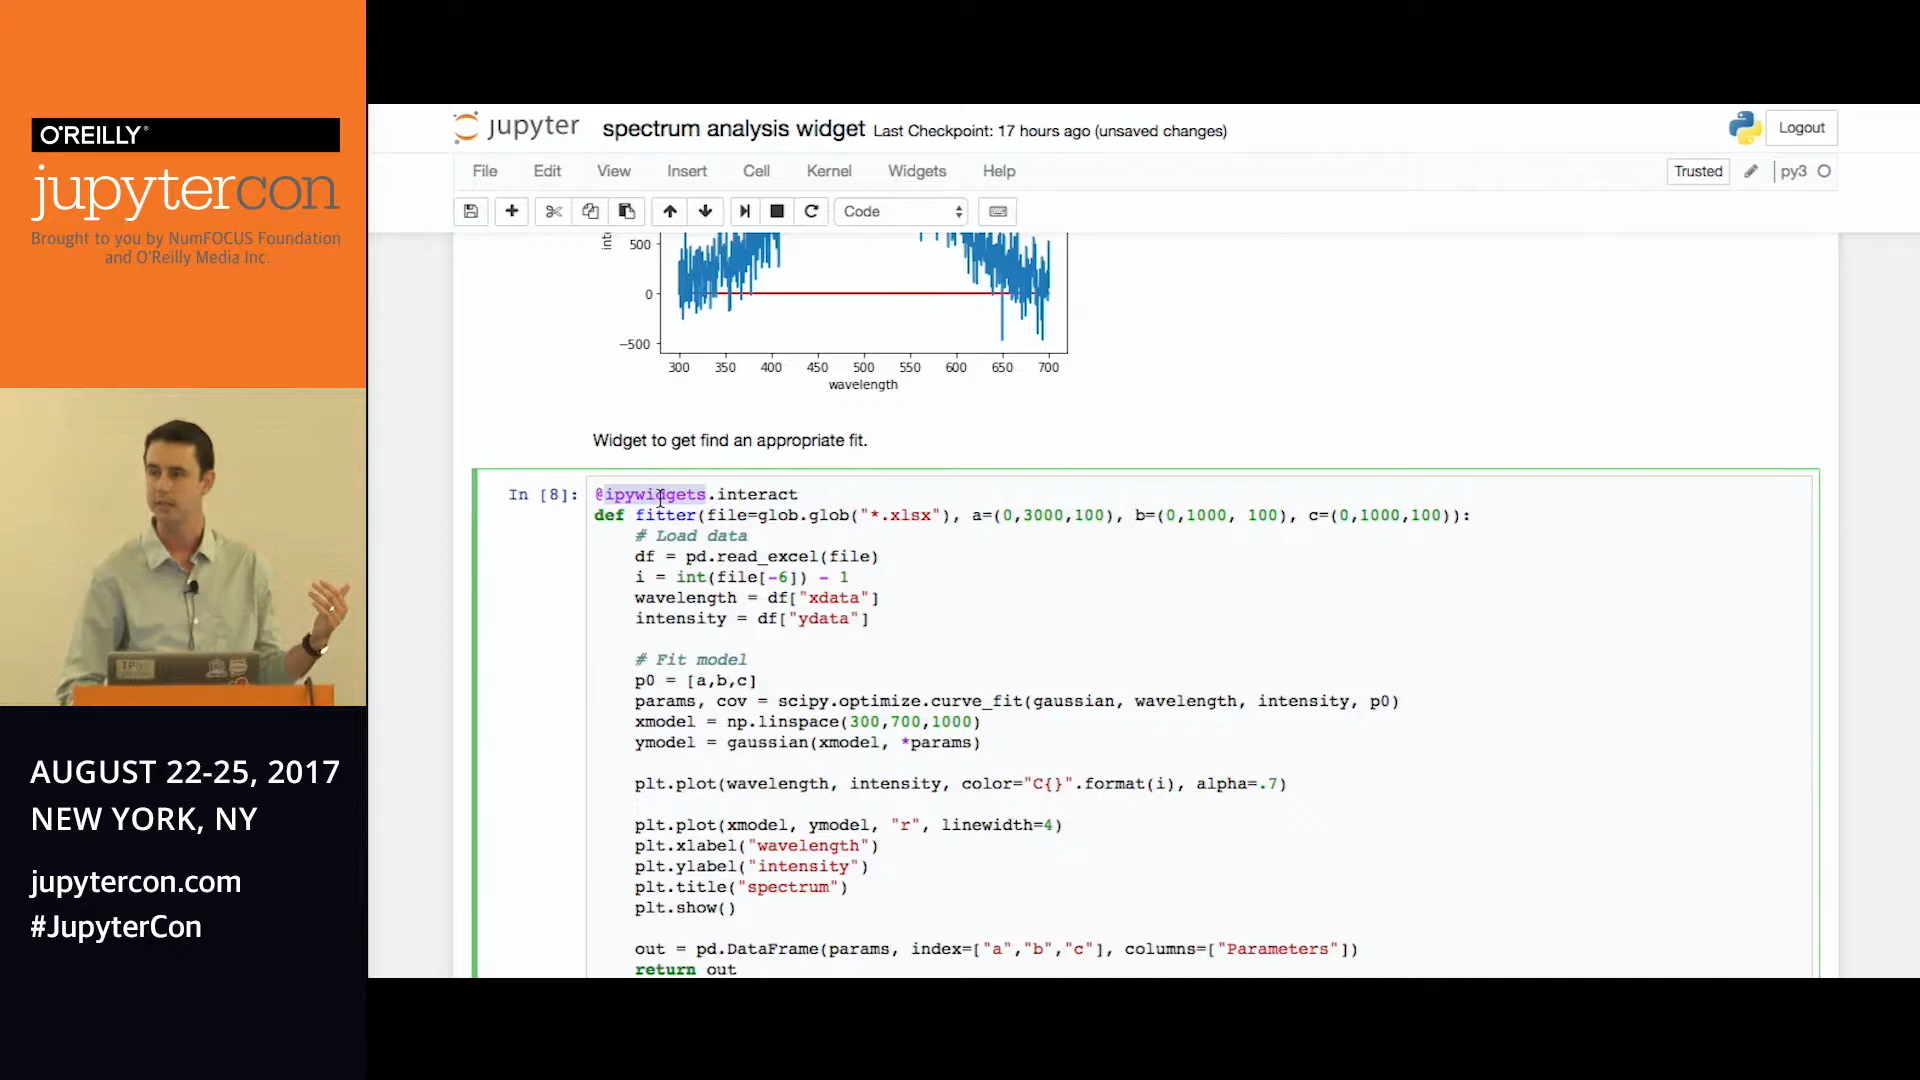 O'REILLY®
jupytercon
Brought to you by NumFOCUS Foundation
and O'Reilly Media Inc.
AUGUST 22-25, 2017
NEW YORK, NY
jupytercon.com
#JupyterCon
jupyter spectrum analysis widget Last Checkpoint: 17 hours ago (unsaved changes)
Logout
File Edit View Insert Cell Kernel Widgets Help
Trusted py3
Code
500
0
−500
300 350 400 450 500 550 600 650 700
wavelength
Widget to get find an appropriate fit.
In [8]: @ipywidgets.interact
def fitter(file=glob.glob("*.xlsx"), a=(0,3000,100), b=(0,1000, 100), c=(0,1000,100)):
# Load data
df = pd.read_excel(file)
i = int(file[-6]) - 1
wavelength = df["xdata"]
intensity = df["ydata"]
# Fit model
p0 = [a,b,c]
params, cov = scipy.optimize.curve_fit(gaussian, wavelength, intensity, p0)
xmodel = np.linspace(300,700,1000)
ymodel = gaussian(xmodel, *params)
plt.plot(wavelength, intensity, color="C{}".format(i), alpha=.7)
plt.plot(xmodel, ymodel, "r", linewidth=4)
plt.xlabel("wavelength")
plt.ylabel("intensity")
plt.title("spectrum")
plt.show()
out = pd.DataFrame(params, index=["a","b","c"], columns=["Parameters"])
return out